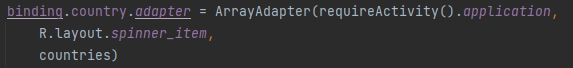 binding.country.adapter = ArrayAdapter(requireActivity().application,
R.layout.spinner_item,
countries)